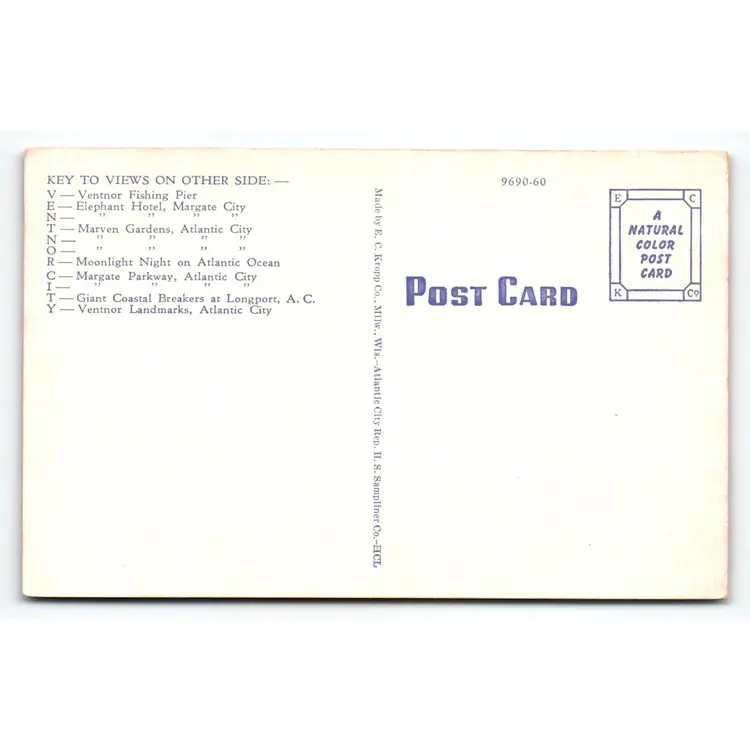 KEY TO VIEWS ON OTHER SIDE: —
V — Ventnor Fishing Pier
E — Elephant Hotel, Margate City
N — " " " "
T — Marven Gardens, Atlantic City
N — " " " "
O — " " " "
R — Moonlight Night on Atlantic Ocean
C — Margate Parkway, Atlantic City
I — " " " "
T — Giant Coastal Breakers at Longport, A. C.
Y — Ventnor Landmarks, Atlantic City
Made by E. C. Kropp Co., Milw., Wis.-Atlantic City Rep. H. S. Sampliner Co.-HCL
9690-60
POST CARD
E C
A
NATURAL
COLOR
POST
CARD
K Co